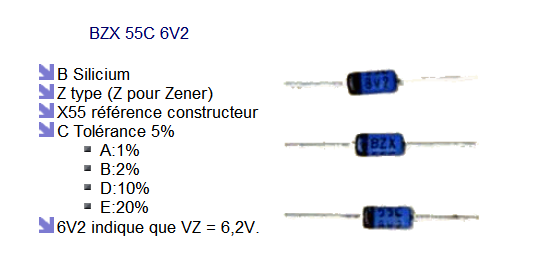 BZX 55C 6V2
B Silicium
Z type (Z pour Zener)
X55 référence constructeur
C Tolérance 5%
A:1%
B:2%
D:10%
E:20%
6V2 indique que VZ = 6,2V.
6V2
BZX
55C